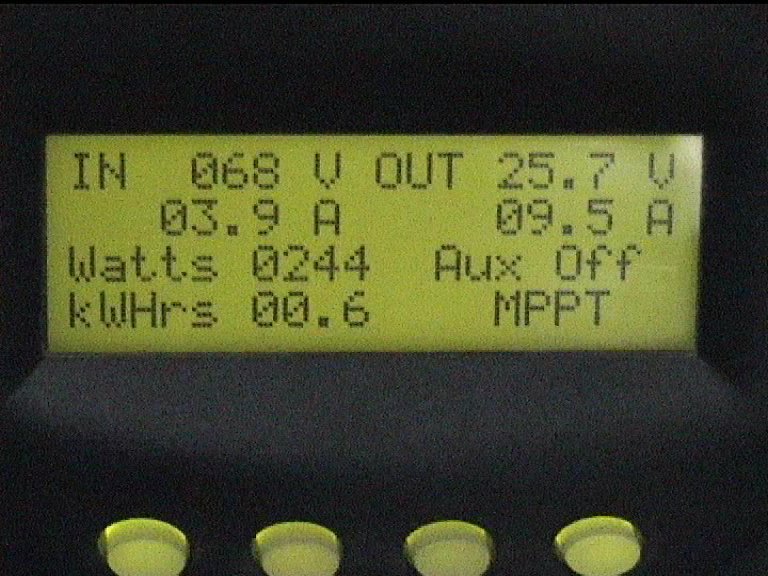 IN 068 V OUT 25.7 V
03.9 A 09.5 A
Watts 0244 Aux Off
kWHrs 00.6 MPPT